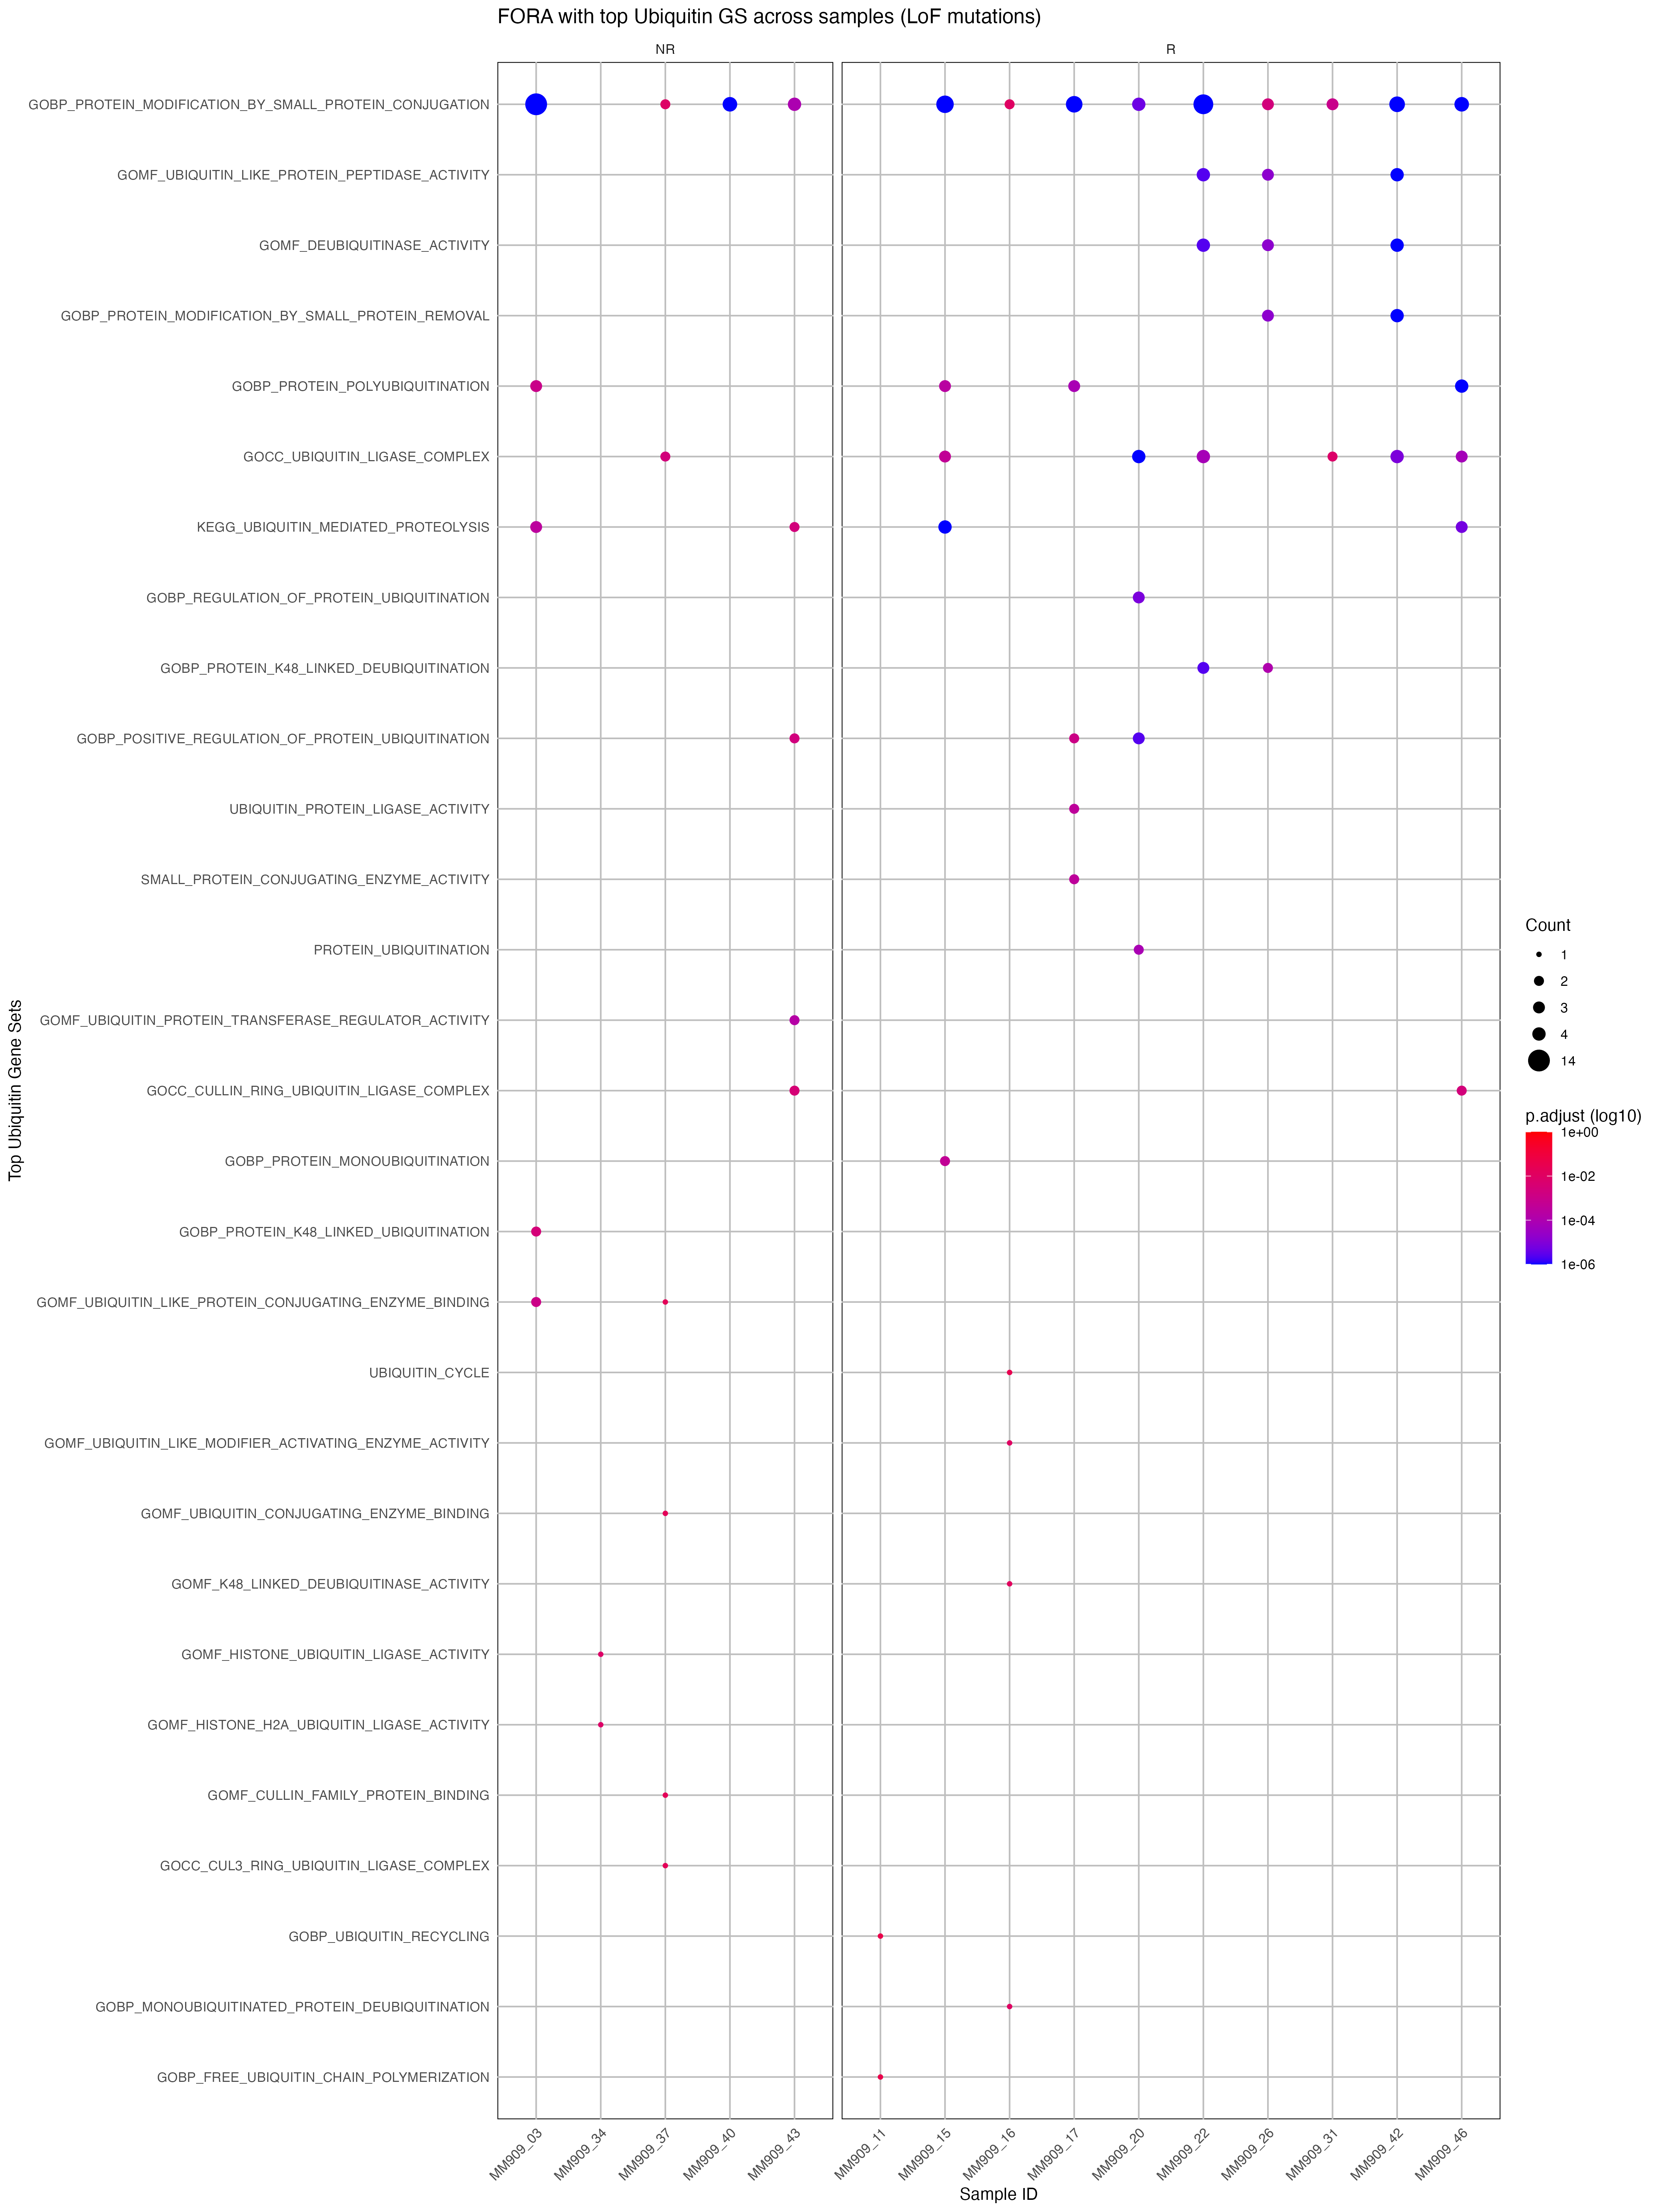 FORA with top Ubiquitin GS across samples (LoF mutations)
NR
R
GOBP_PROTEIN_MODIFICATION_BY_SMALL_PROTEIN_CONJUGATION
GOMF_UBIQUITIN_LIKE_PROTEIN_PEPTIDASE_ACTIVITY
GOMF_DEUBIQUITINASE_ACTIVITY
GOBP_PROTEIN_MODIFICATION_BY_SMALL_PROTEIN_REMOVAL
GOBP_PROTEIN_POLYUBIQUITINATION
GOCC_UBIQUITIN_LIGASE_COMPLEX
KEGG_UBIQUITIN_MEDIATED_PROTEOLYSIS
GOBP_REGULATION_OF_PROTEIN_UBIQUITINATION
GOBP_PROTEIN_K48_LINKED_DEUBIQUITINATION
GOBP_POSITIVE_REGULATION_OF_PROTEIN_UBIQUITINATION
UBIQUITIN_PROTEIN_LIGASE_ACTIVITY
SMALL_PROTEIN_CONJUGATING_ENZYME_ACTIVITY
PROTEIN_UBIQUITINATION
GOMF_UBIQUITIN_PROTEIN_TRANSFERASE_REGULATOR_ACTIVITY
GOCC_CULLIN_RING_UBIQUITIN_LIGASE_COMPLEX
GOBP_PROTEIN_MONOUBIQUITINATION
GOBP_PROTEIN_K48_LINKED_UBIQUITINATION
GOMF_UBIQUITIN_LIKE_PROTEIN_CONJUGATING_ENZYME_BINDING
UBIQUITIN_CYCLE
GOMF_UBIQUITIN_LIKE_MODIFIER_ACTIVATING_ENZYME_ACTIVITY
GOMF_UBIQUITIN_CONJUGATING_ENZYME_BINDING
GOMF_K48_LINKED_DEUBIQUITINASE_ACTIVITY
GOMF_HISTONE_UBIQUITIN_LIGASE_ACTIVITY
GOMF_HISTONE_H2A_UBIQUITIN_LIGASE_ACTIVITY
GOMF_CULLIN_FAMILY_PROTEIN_BINDING
GOCC_CUL3_RING_UBIQUITIN_LIGASE_COMPLEX
GOBP_UBIQUITIN_RECYCLING
GOBP_MONOUBIQUITINATED_PROTEIN_DEUBIQUITINATION
GOBP_FREE_UBIQUITIN_CHAIN_POLYMERIZATION
Top Ubiquitin Gene Sets
MM909_03
MM909_34
MM909_37
MM909_40
MM909_43
MM909_11
MM909_15
MM909_16
MM909_17
MM909_20
MM909_22
MM909_26
MM909_31
MM909_42
MM909_46
Sample ID
Count
1
2
3
4
14
p.adjust (log10)
1e+00
1e-02
1e-04
1e-06